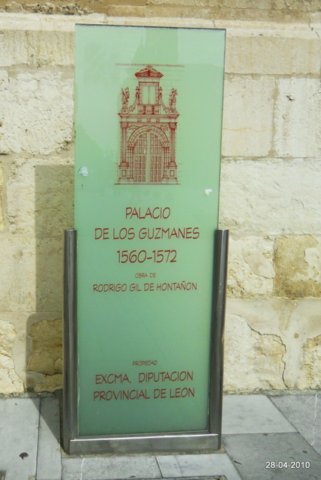 PALACIO
DE LOS GUZMANES
1560-1572
OBRA DE
RODRIGO GIL DE HONTAÑON
PROPIEDAD
EXCMA. DIPUTACION
PROVINCIAL DE LEON
28-04-2010